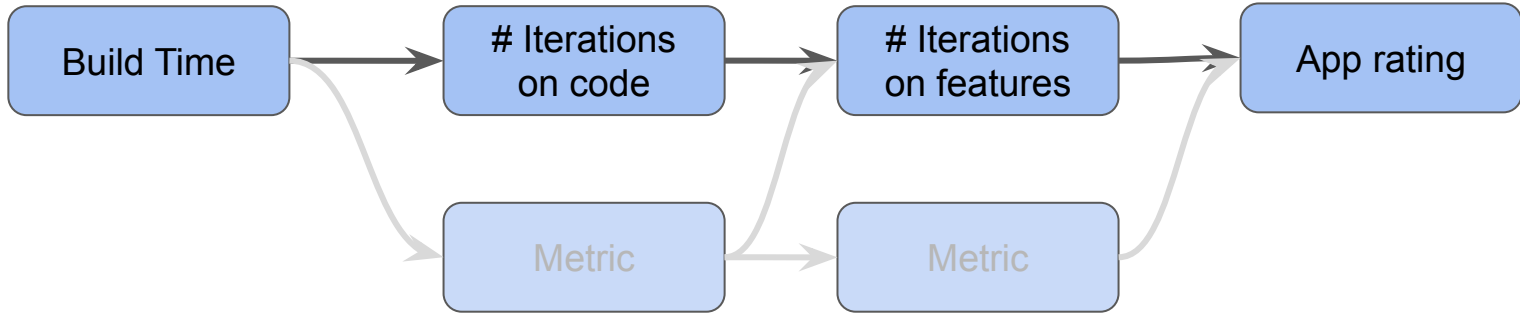 Build Time
# Iterations
on code
# Iterations
on features
App rating
Metric
Metric